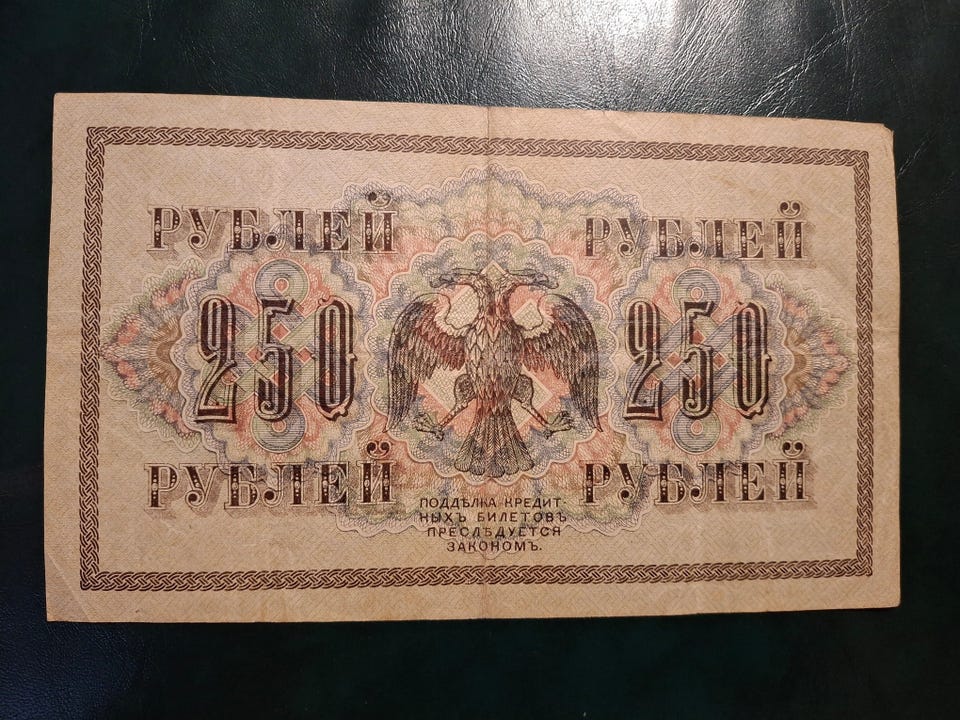 РУБЛЕЙ РУБЛЕЙ
250 250
РУБЛЕЙ РУБЛЕЙ
ПОДДѢЛКА КРЕДИТ-
НЫХЪ БИЛЕТОВЪ
ПРЕСЛѢДУЕТСЯ
ЗАКОНОМЪ.